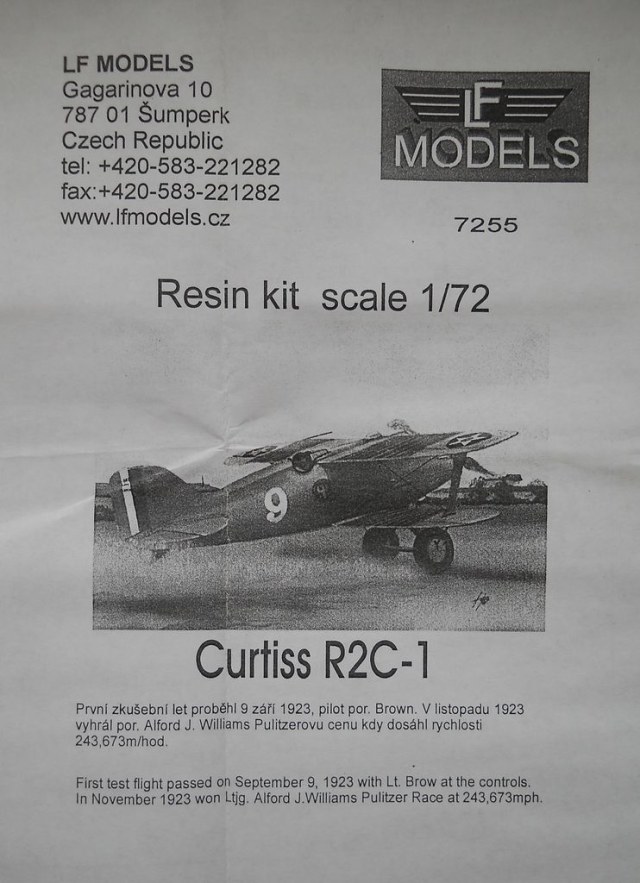 LF MODELS
Gagarinova 10
787 01 Šumperk
Czech Republic
tel: +420-583-221282
fax:+420-583-221282
www.lfmodels.cz
LF
MODELS
7255
Resin kit scale 1/72
9
Curtiss R2C-1
První zkušební let proběhl 9 září 1923, pilot por. Brown. V listopadu 1923
vyhrál por. Alford J. Williams Pulitzerovu cenu kdy dosáhl rychlosti
243,673m/hod.
First test flight passed on September 9, 1923 with Lt. Brow at the controls.
In November 1923 won Ltjg. Alford J.Williams Pulitzer Race at 243,673mph.